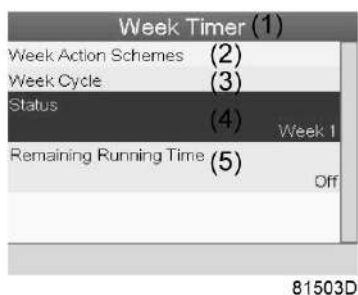 Week Timer (1)
Week Action Schemes (2)
Week Cycle (3)
Status
(4)
Week 1
Remaining Running Time (5)
Off
81503D